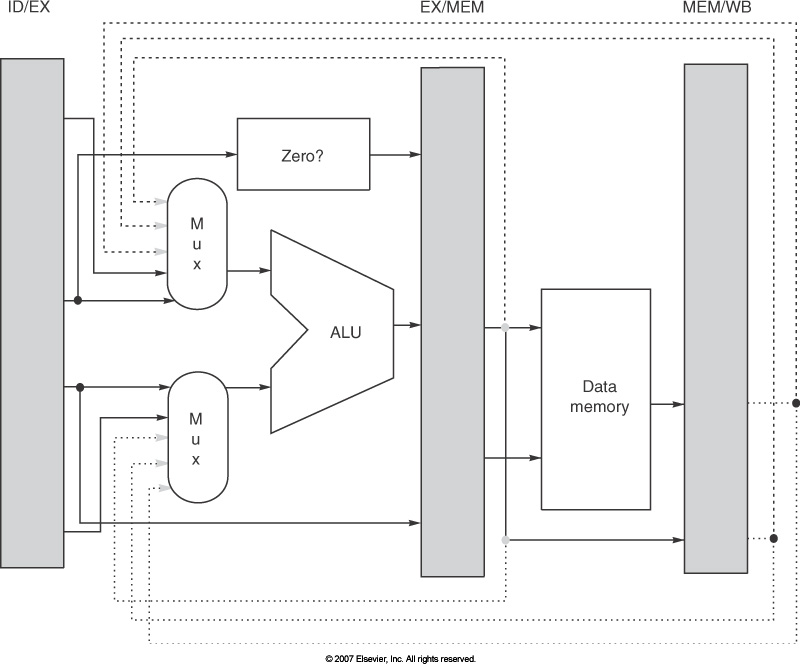 ID/EX
EX/MEM
MEM/WB
Zero?
M
u
x
ALU
M
u
x
Data
memory
© 2007 Elsevier, Inc. All rights reserved.